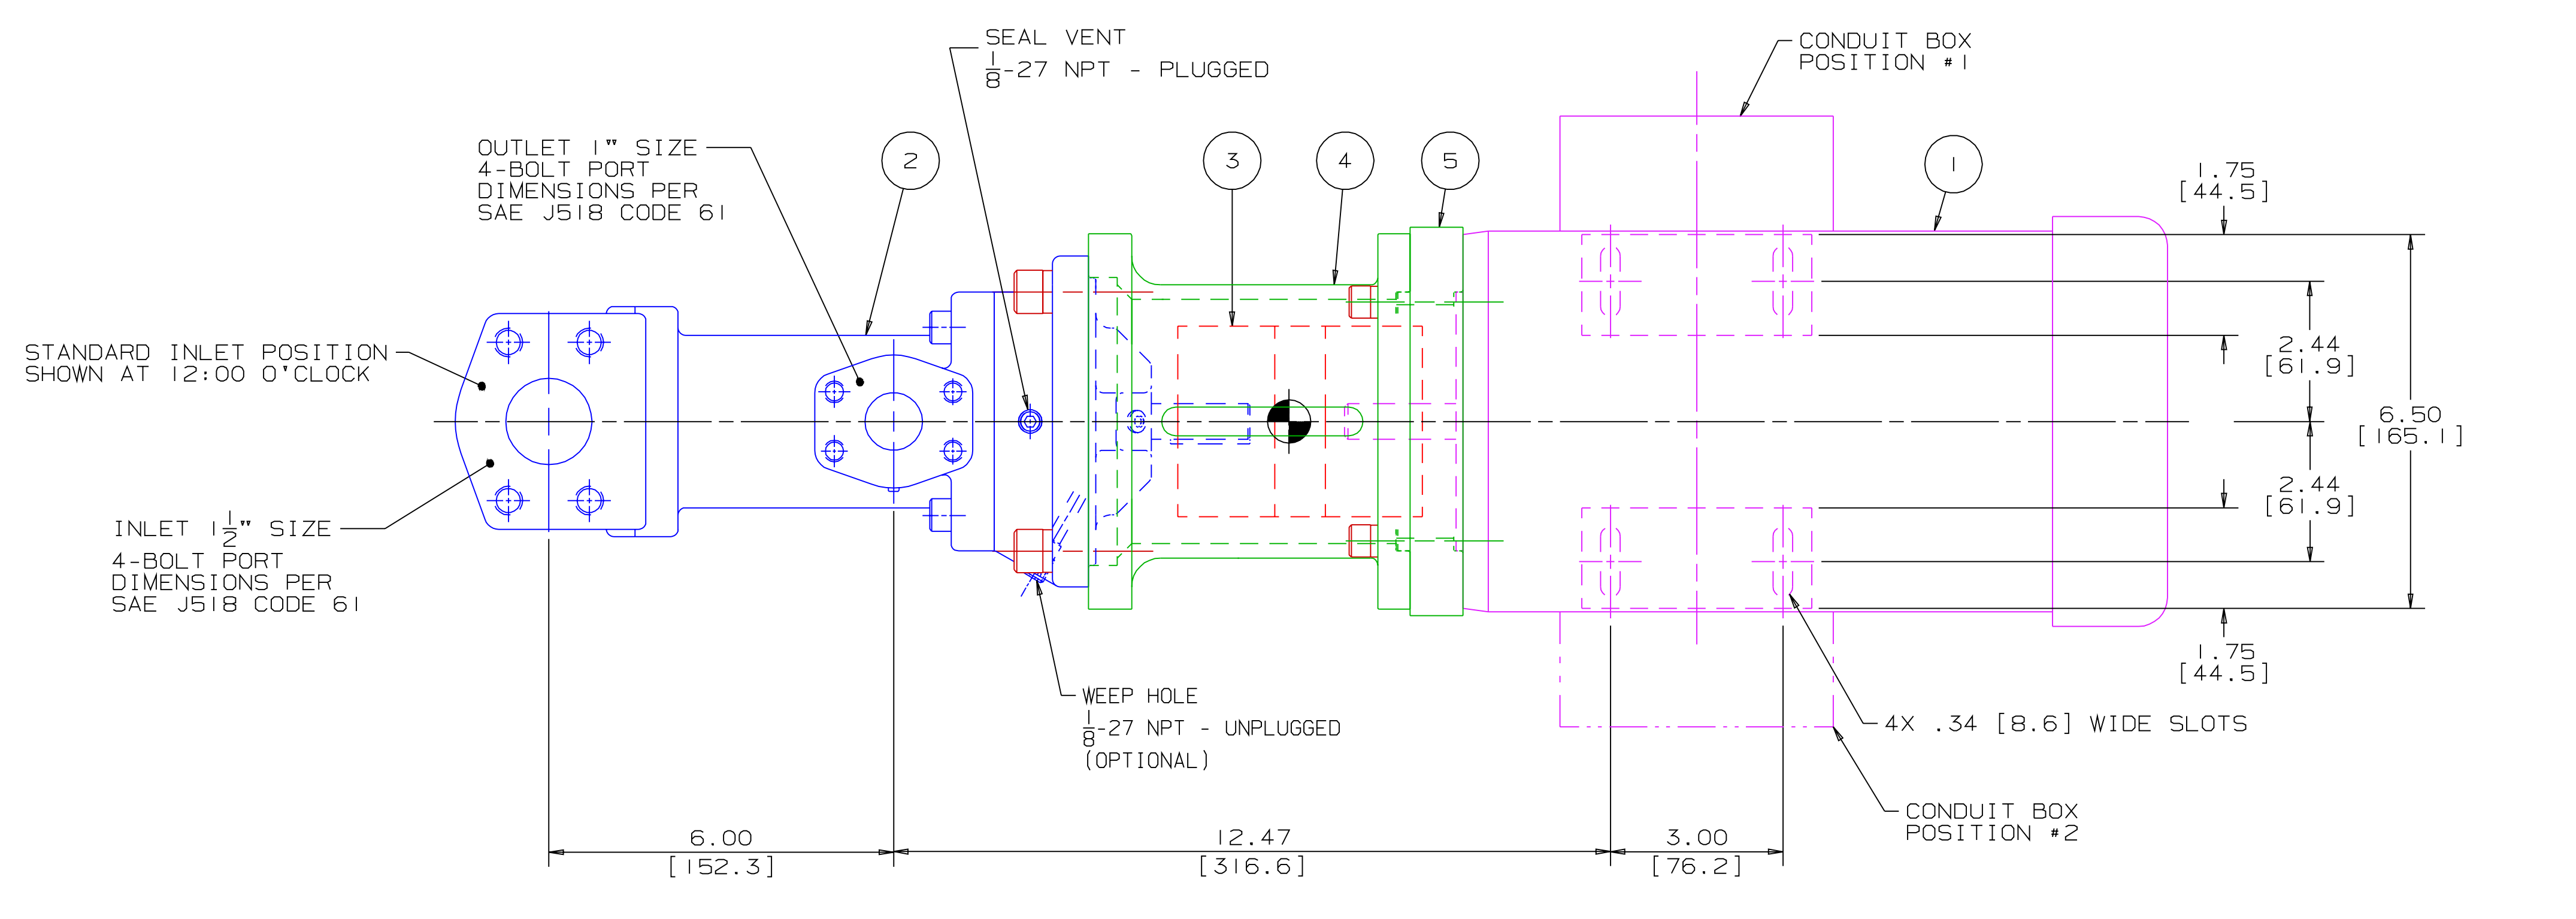 SEAL VENT
1/8-27 NPT - PLUGGED
CONDUIT BOX
POSITION #1
OUTLET 1" SIZE
4-BOLT PORT
DIMENSIONS PER
SAE J518 CODE 61
2
3
4
5
1
1.75
[44.5]
STANDARD INLET POSITION
SHOWN AT 12:00 O'CLOCK
2.44
[61.9]
6.50
[165.1]
2.44
[61.9]
INLET 1 1/2" SIZE
4-BOLT PORT
DIMENSIONS PER
SAE J518 CODE 61
1.75
[44.5]
WEEP HOLE
1/8-27 NPT - UNPLUGGED
(OPTIONAL)
4X .34 [8.6] WIDE SLOTS
CONDUIT BOX
POSITION #2
6.00
[152.3]
12.47
[316.6]
3.00
[76.2]